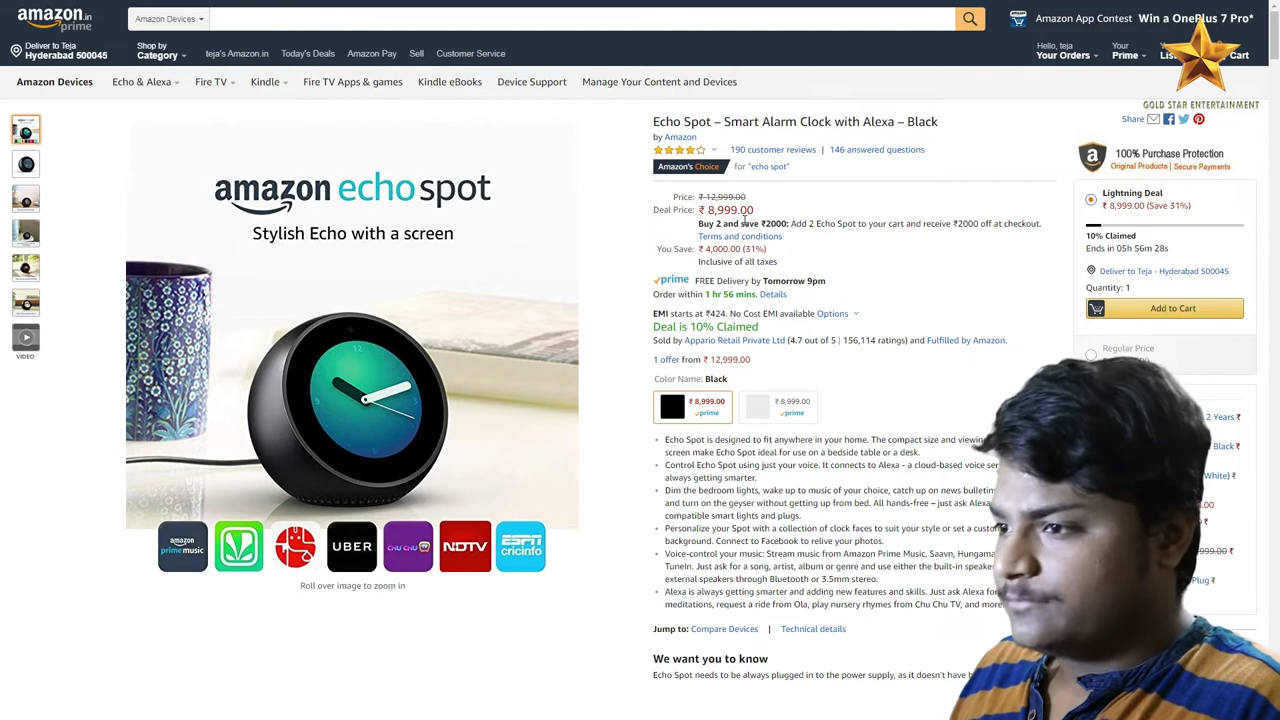 amazon.in
prime
Amazon Devices
Amazon App Contest Win a OnePlus 7 Pro*
Deliver to Teja
Hyderabad 500045
Shop by
Category
teja's Amazon.in Today's Deals Amazon Pay Sell Customer Service
Hello, teja
Your Orders
Your
Prime
Cart
Amazon Devices Echo & Alexa Fire TV Fire TV Apps & games Kindle Kindle eBooks Device Support Manage Your Content and Devices
GOLD STAR ENTERTAINMENT
Share
VIDEO
amazon echo spot
Stylish Echo with a screen
12
amazon
prime music
UBER
CHU CHU
NDTV
ESPN
cricinfo
Roll over image to zoom in
Echo Spot – Smart Alarm Clock with Alexa – Black
by Amazon
190 customer reviews | 146 answered questions
Amazon's Choice for "echo spot"
Price: ₹ 12,999.00
Deal Price: ₹ 8,999.00
Buy 2 and save ₹2000: Add 2 Echo Spot to your cart and receive ₹2000 off at checkout.
Terms and conditions
You Save: ₹ 4,000.00 (31%)
Inclusive of all taxes
prime FREE Delivery by Tomorrow 9pm
Order within 1 hr 56 mins. Details
EMI starts at ₹424. No Cost EMI available Options
Deal is 10% Claimed
Sold by Appario Retail Private Ltd (4.7 out of 5 | 156,114 ratings) and Fulfilled by Amazon.
1 offer from ₹ 12,999.00
Color Name: Black
₹ 8,999.00
prime
₹ 8,999.00
prime
Echo Spot is designed to fit anywhere in your home. The compact size and viewing
screen make Echo Spot ideal for use on a bedside table or a desk.
Control Echo Spot using just your voice. It connects to Alexa - a cloud-based voice ser
always getting smarter.
Dim the bedroom lights, wake up to music of your choice, catch up on news bulletin
and turn on the geyser without getting up from bed. All hands-free – just ask Alexa
compatible smart lights and plugs.
Personalize your Spot with a collection of clock faces to suit your style or set a custom
background. Connect to Facebook to relive your photos.
Voice-control your music: Stream music from Amazon Prime Music, Saavn, Hungama
TuneIn. Just ask for a song, artist, album or genre and use either the built-in speake
external speakers through Bluetooth or 3.5mm stereo.
Alexa is always getting smarter and adding new features and skills. Just ask Alexa for
meditations, request a ride from Ola, play nursery rhymes from Chu Chu TV, and more
Jump to: Compare Devices | Technical details
We want you to know
Echo Spot needs to be always plugged in to the power supply, as it doesn't have
100% Purchase Protection
Original Products | Secure Payments
Lightning Deal
₹ 8,999.00 (Save 31%)
10% Claimed
Ends in 05h 56m 28s
Deliver to Teja - Hyderabad 500045
Quantity: 1
Add to Cart
Regular Price
2 Years ₹
Black ₹
White) ₹
Plug ₹